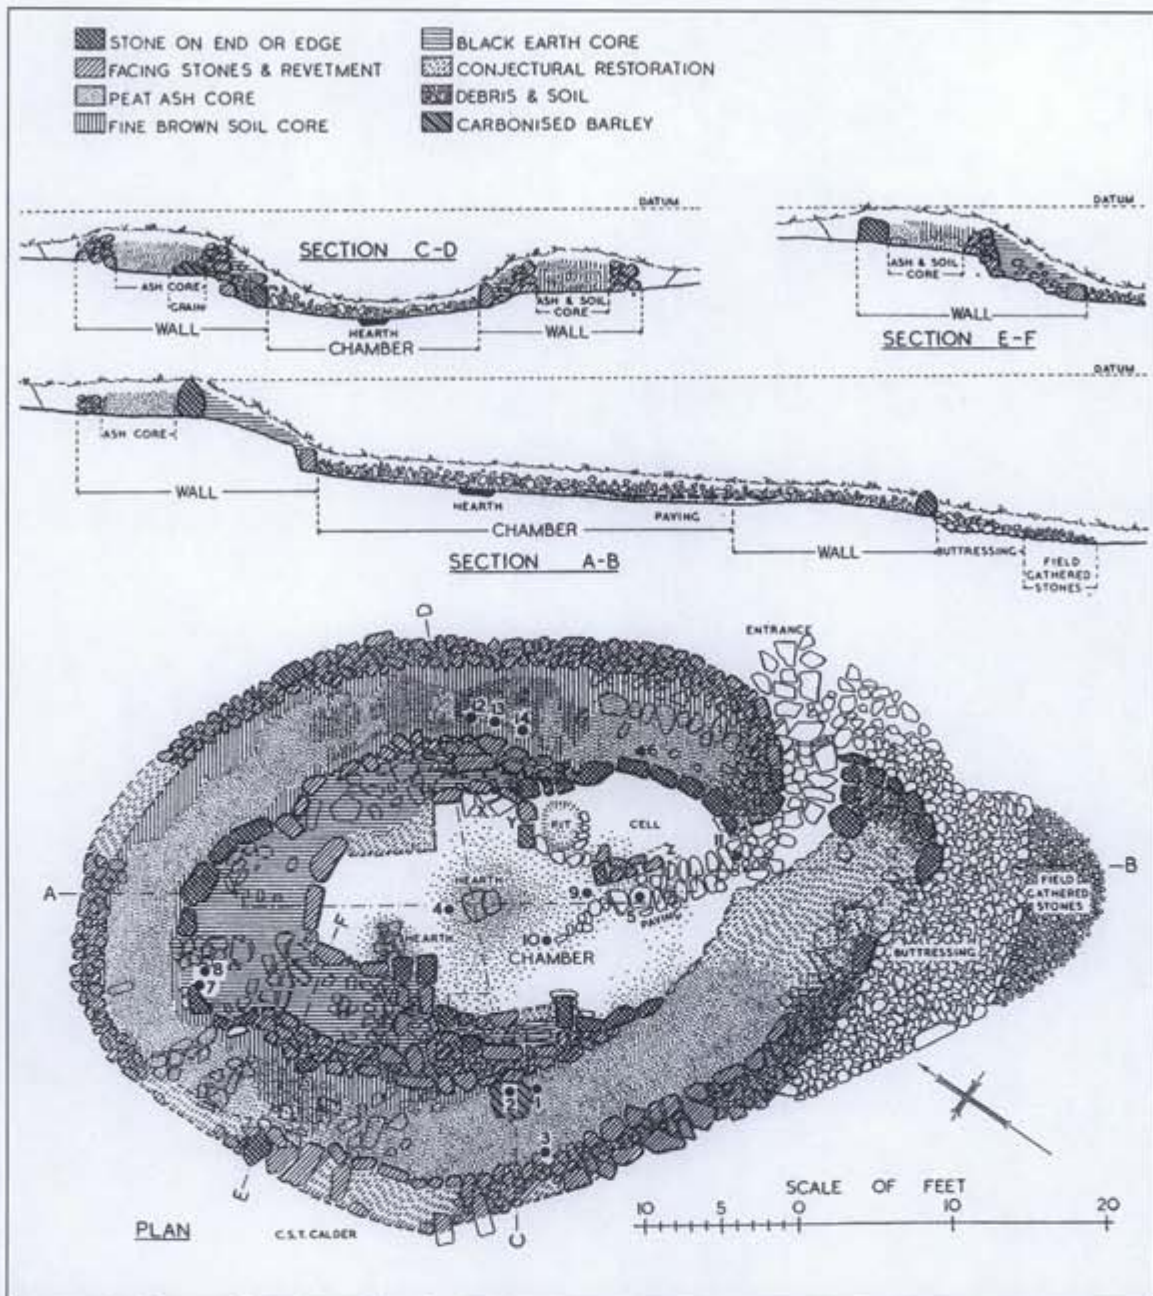 STONE ON END OR EDGE
FACING STONES & REVETMENT
PEAT ASH CORE
FINE BROWN SOIL CORE
BLACK EARTH CORE
CONJECTURAL RESTORATION
DEBRIS & SOIL
CARBONISED BARLEY
DATUM
SECTION C-D
ASH CORE
GRAIN
WALL
HEARTH
CHAMBER
ASH & SOIL
CORE
WALL
DATUM
ASH & SOIL
CORE
WALL
SECTION E-F
DATUM
ASH CORE
WALL
HEARTH
PAVING
CHAMBER
WALL
BUTTRESSING
FIELD
GATHERED
STONES
SECTION A-B
D
ENTRANCE
12 13 14
6
Y
PIT
CELL
Z
11
A
HEARTH
4
9
5
PAVING
B
FIELD
GATHERED
STONES
F
HEARTH
10
CHAMBER
BUTTRESSING
8
7
2
1
3
E
C
PLAN
C.S.T. CALDER
SCALE OF FEET
10 5 0 10 20